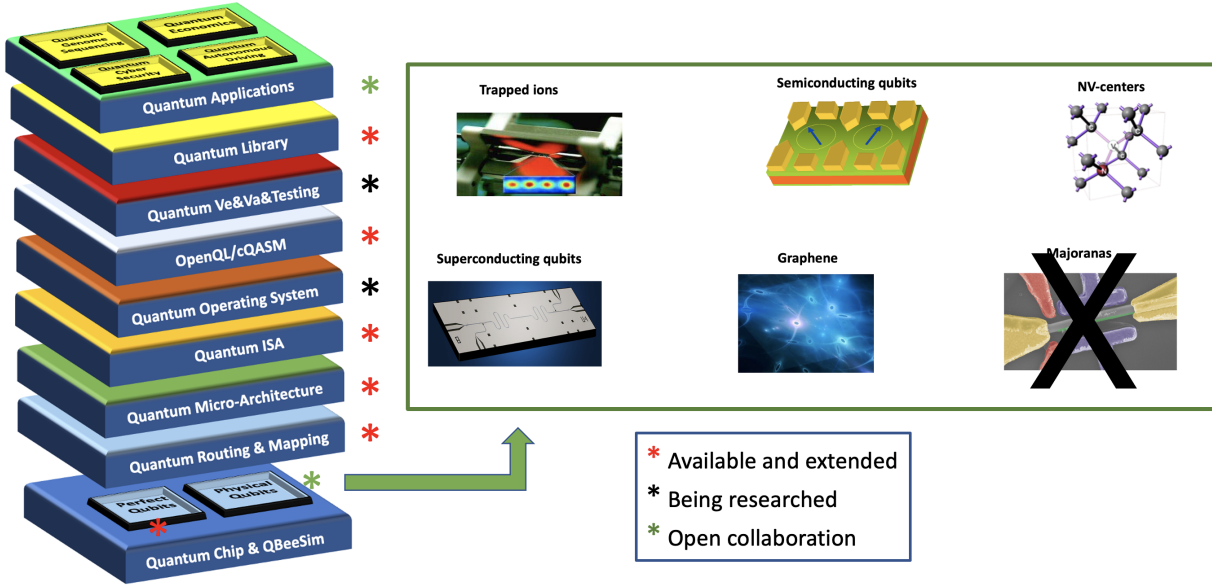 Quantum
Economics
Quantum
Genome
Sequencing
Quantum
Autonomous
Driving
Quantum
Cyber
Security
Quantum Applications
*
Quantum Library
*
Quantum Ve&Va&Testing
*
OpenQL/cQASM
*
Quantum Operating System
*
Quantum ISA
*
Quantum Micro-Architecture
*
Quantum Routing & Mapping
*
Perfect
Qubits
*
Physical
Qubits
*
Quantum Chip & QBeeSim
Trapped ions
Semiconducting qubits
NV-centers
Superconducting qubits
Graphene
Majoranas
* Available and extended
* Being researched
* Open collaboration